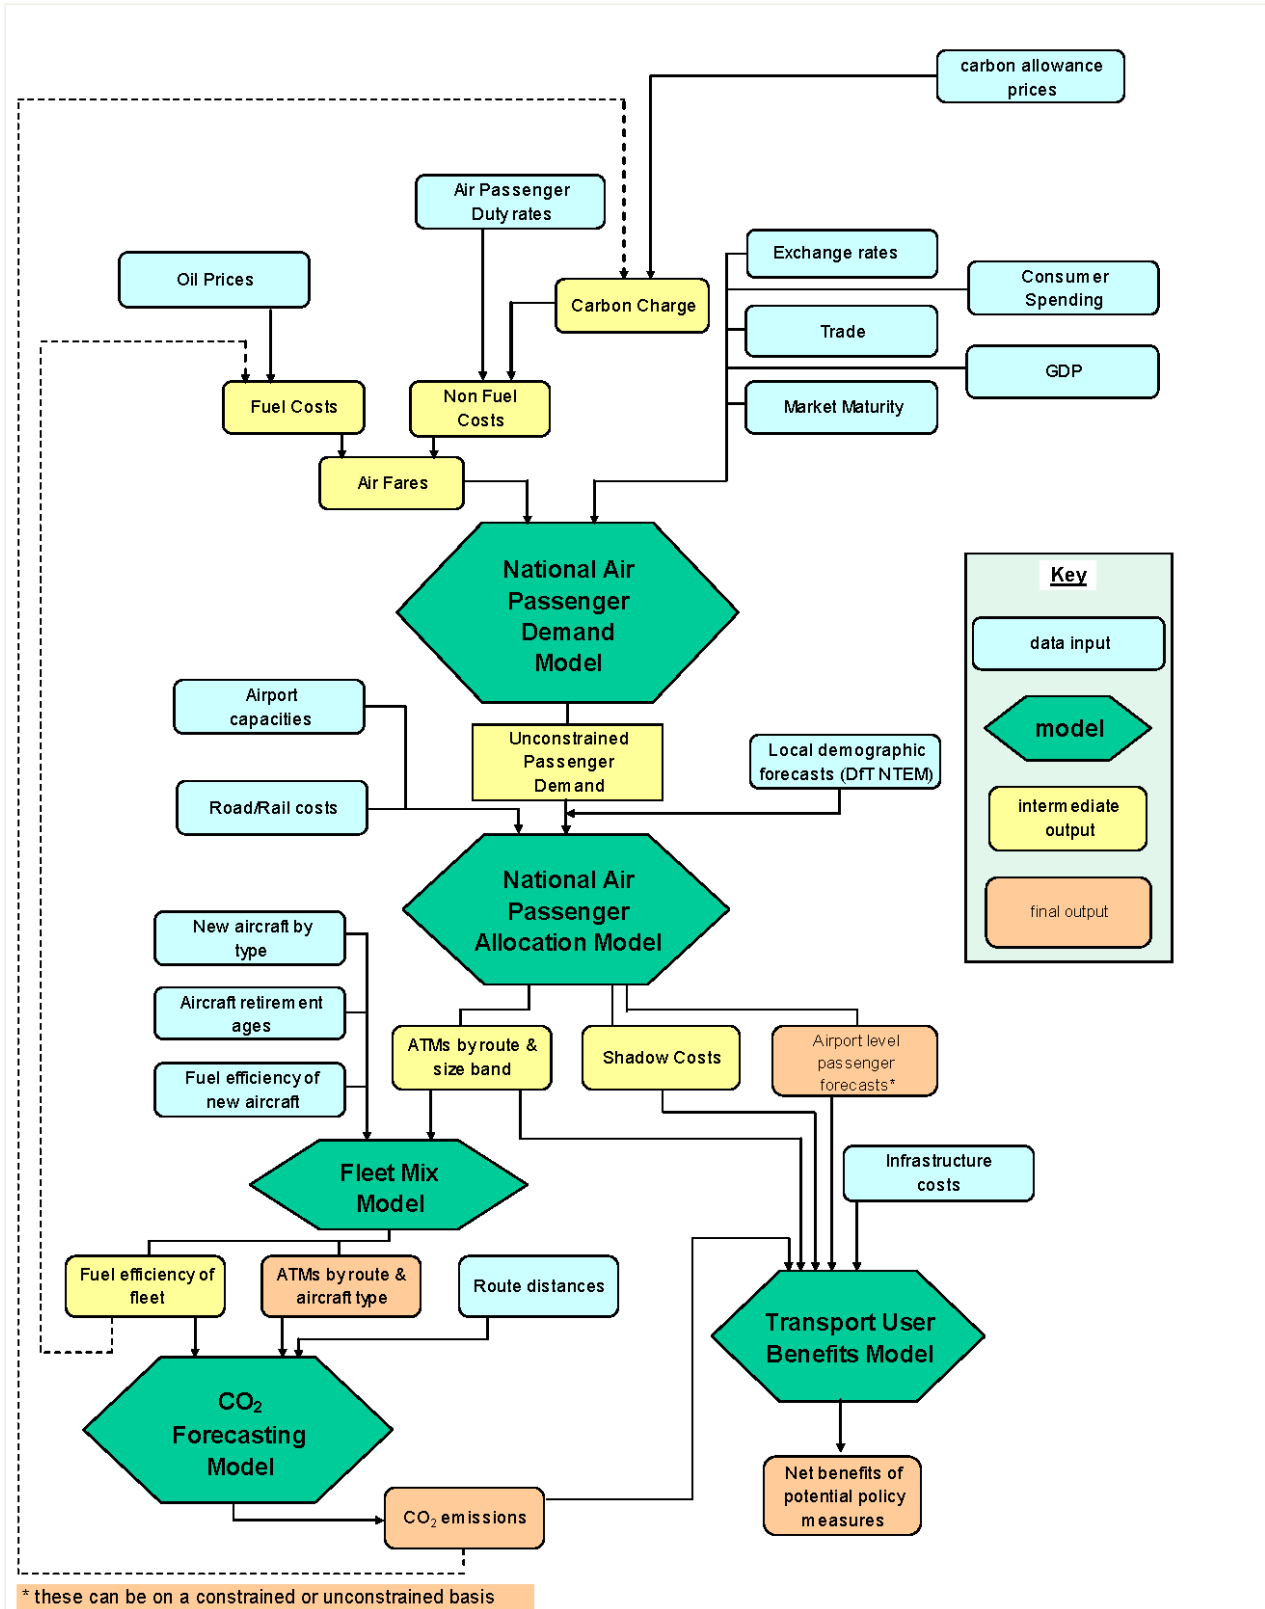 carbon allowance
prices
Air Passenger
Duty rates
Exchange rates
Oil Prices
Consumer
Spending
Carbon Charge
Trade
GDP
Fuel Costs
Non Fuel
Costs
Market Maturity
Air Fares
National Air
Passenger
Demand
Model
Key
data input
model
intermediate
output
final output
Airport
capacities
Unconstrained
Passenger
Demand
Local demographic
forecasts (DfT NTEM)
Road/Rail costs
National Air
Passenger
Allocation Model
New aircraft by
type
Aircraft retirement
ages
Fuel efficiency of
new aircraft
ATMs by route &
size band
Shadow Costs
Airport level
passenger
forecasts*
Fleet Mix
Model
Infrastructure
costs
Fuel efficiency of
fleet
ATMs by route &
aircraft type
Route distances
Transport User
Benefits Model
CO₂
Forecasting
Model
CO₂ emissions
Net benefits of
potential policy
measures
* these can be on a constrained or unconstrained basis